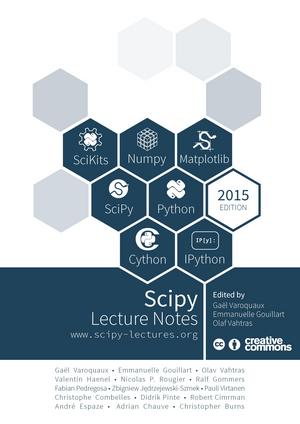 SciKits
Numpy
Matplotlib
SciPy
Python
2015
EDITION
Cython
IP[y]:
IPython
Scipy
Lecture Notes
www.scipy-lectures.org
Edited by
Gaël Varoquaux
Emmanuelle Gouillart
Olaf Vahtras
cc
creative
commons
Gaël Varoquaux • Emmanuelle Gouillart • Olav Vahtras
Valentin Haenel • Nicolas P. Rougier • Ralf Gommers
Fabian Pedregosa • Zbigniew Jędrzejewski-Szmek • Pauli Virtanen
Christophe Combelles • Didrik Pinte • Robert Cimrman
André Espaze • Adrian Chauve • Christopher Burns